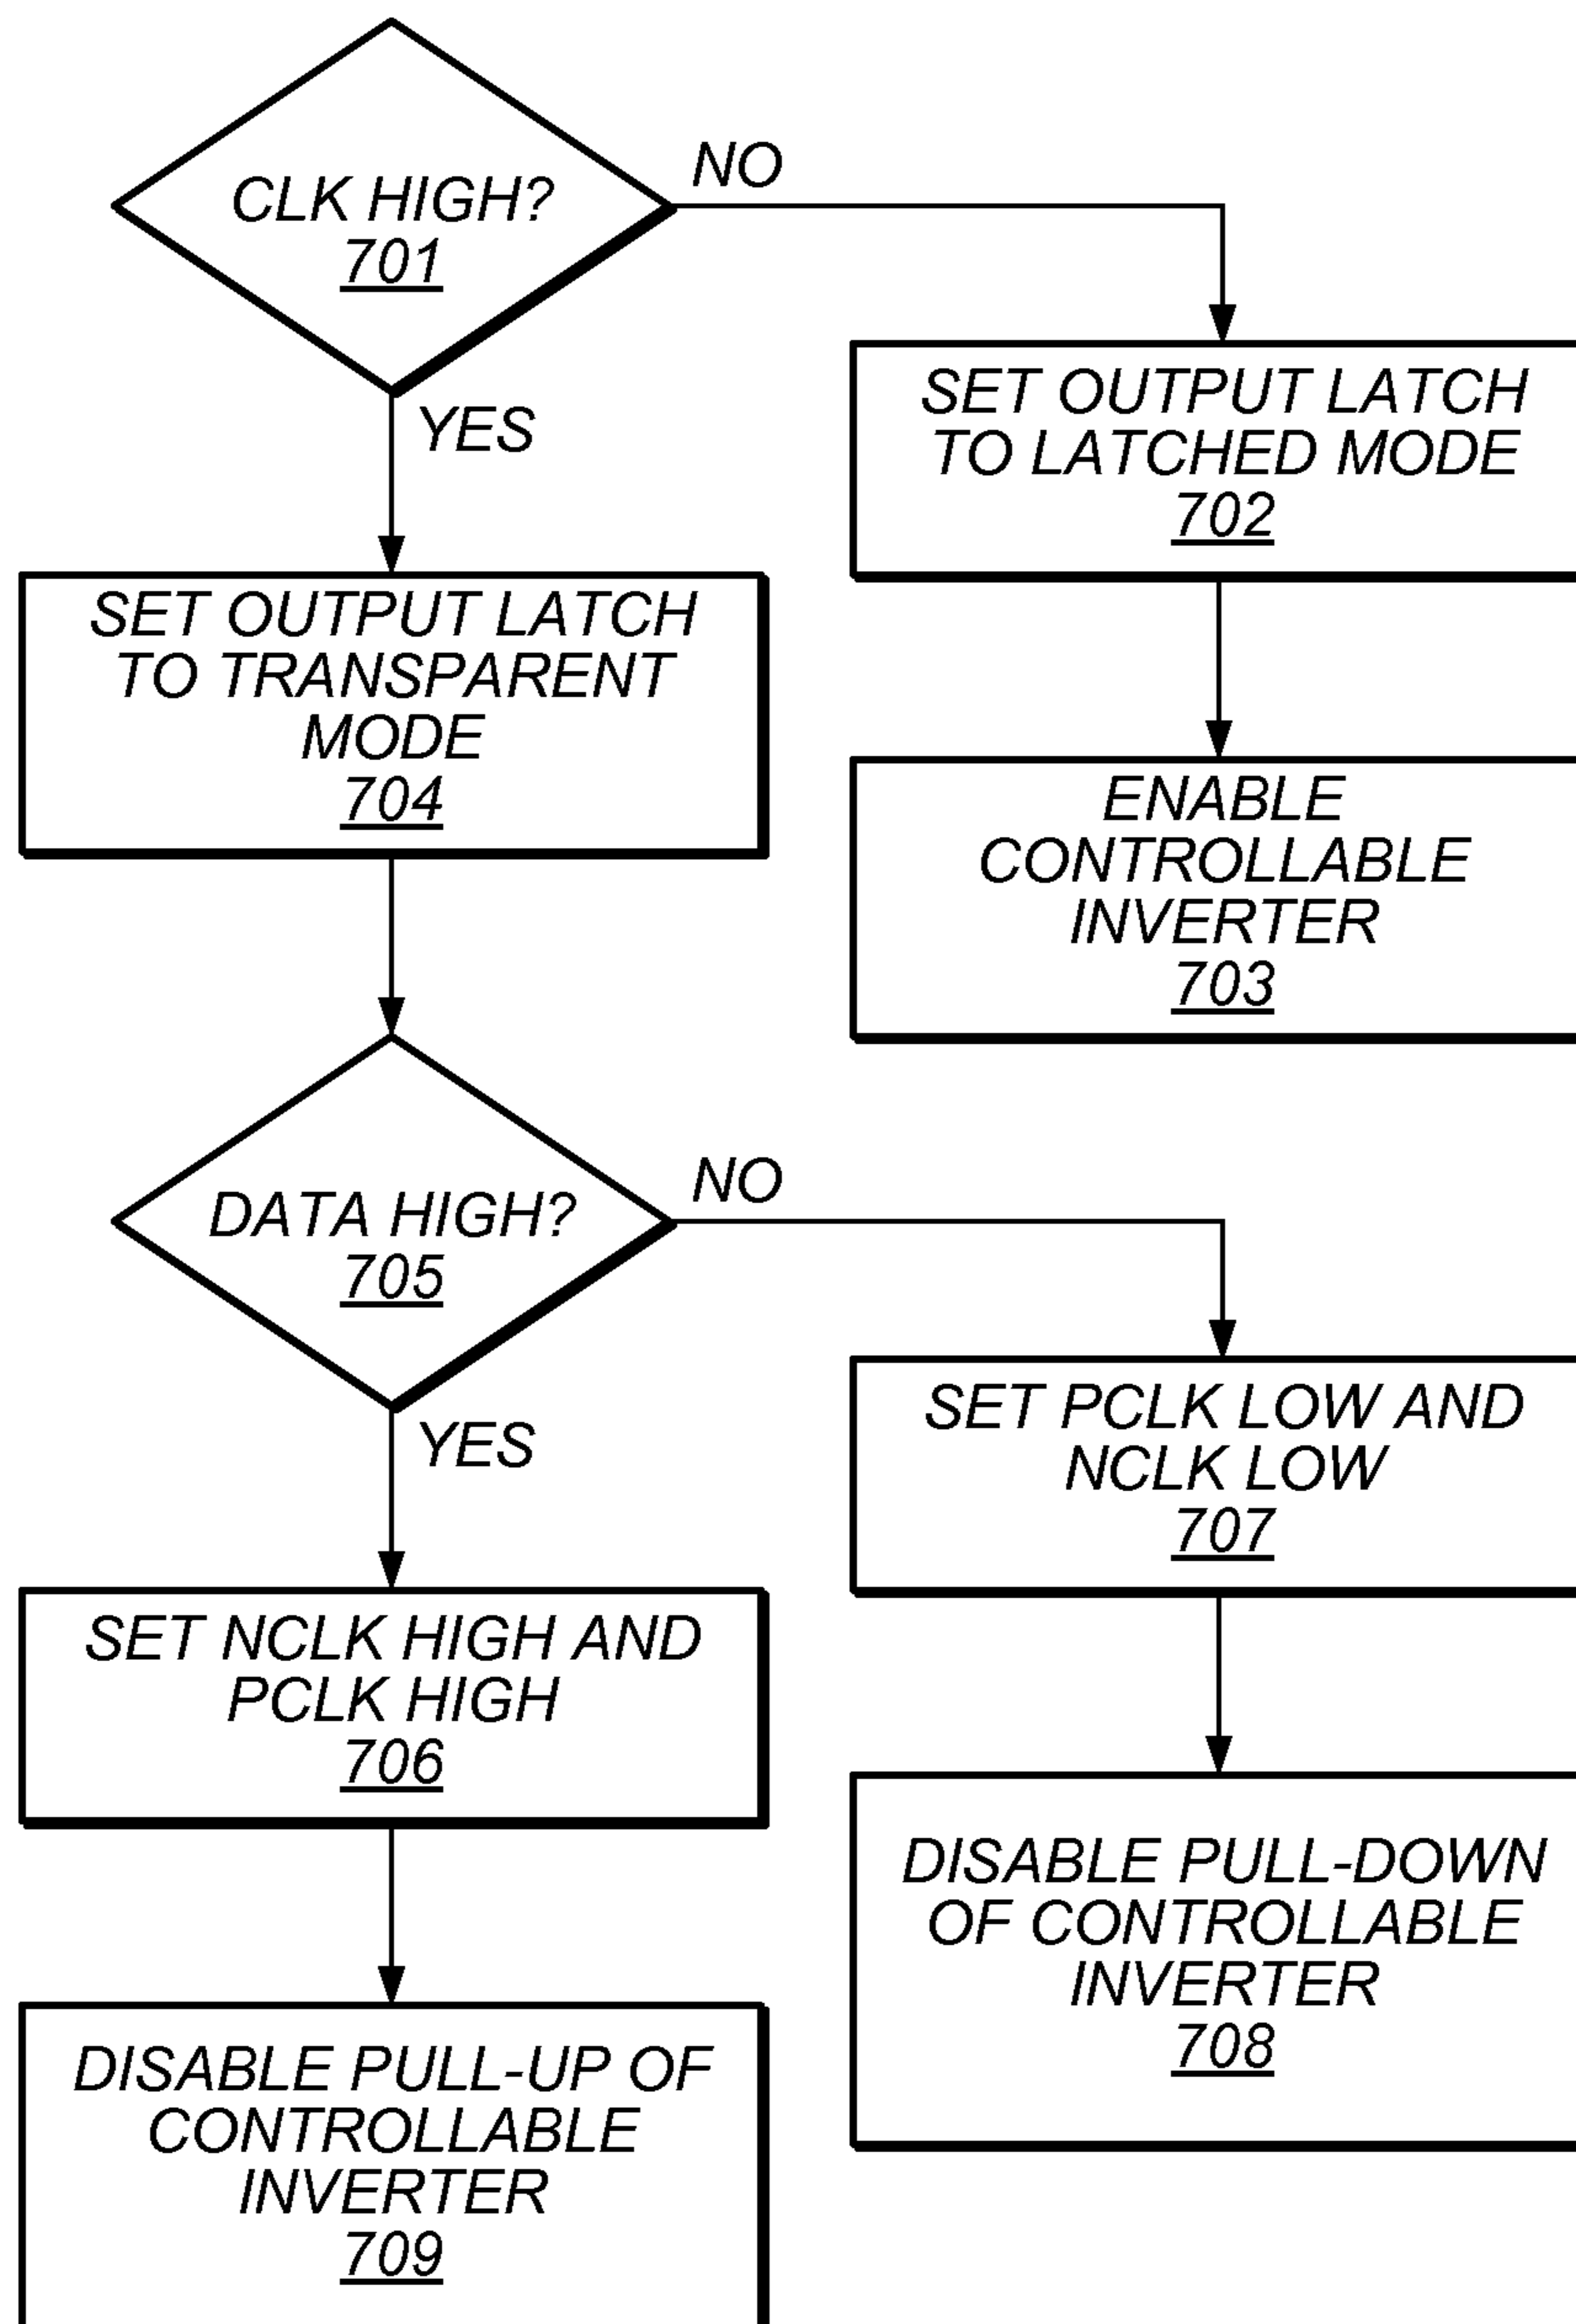 CLK HIGH?
701
NO
YES
SET OUTPUT LATCH
TO LATCHED MODE
702
SET OUTPUT LATCH
TO TRANSPARENT
MODE
704
ENABLE
CONTROLLABLE
INVERTER
703
DATA HIGH?
705
NO
YES
SET PCLK LOW AND
NCLK LOW
707
SET NCLK HIGH AND
PCLK HIGH
706
DISABLE PULL-DOWN
OF CONTROLLABLE
INVERTER
708
DISABLE PULL-UP OF
CONTROLLABLE
INVERTER
709